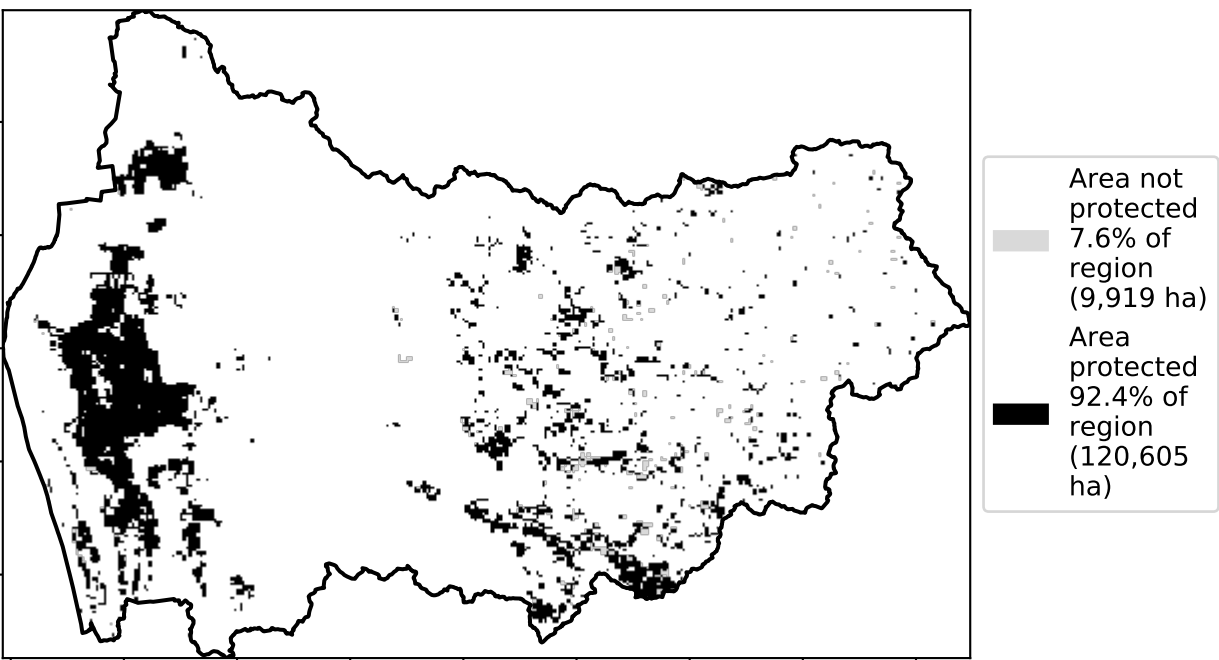 Area not
protected
7.6% of
region
(9,919 ha)
Area
protected
92.4% of
region
(120,605
ha)